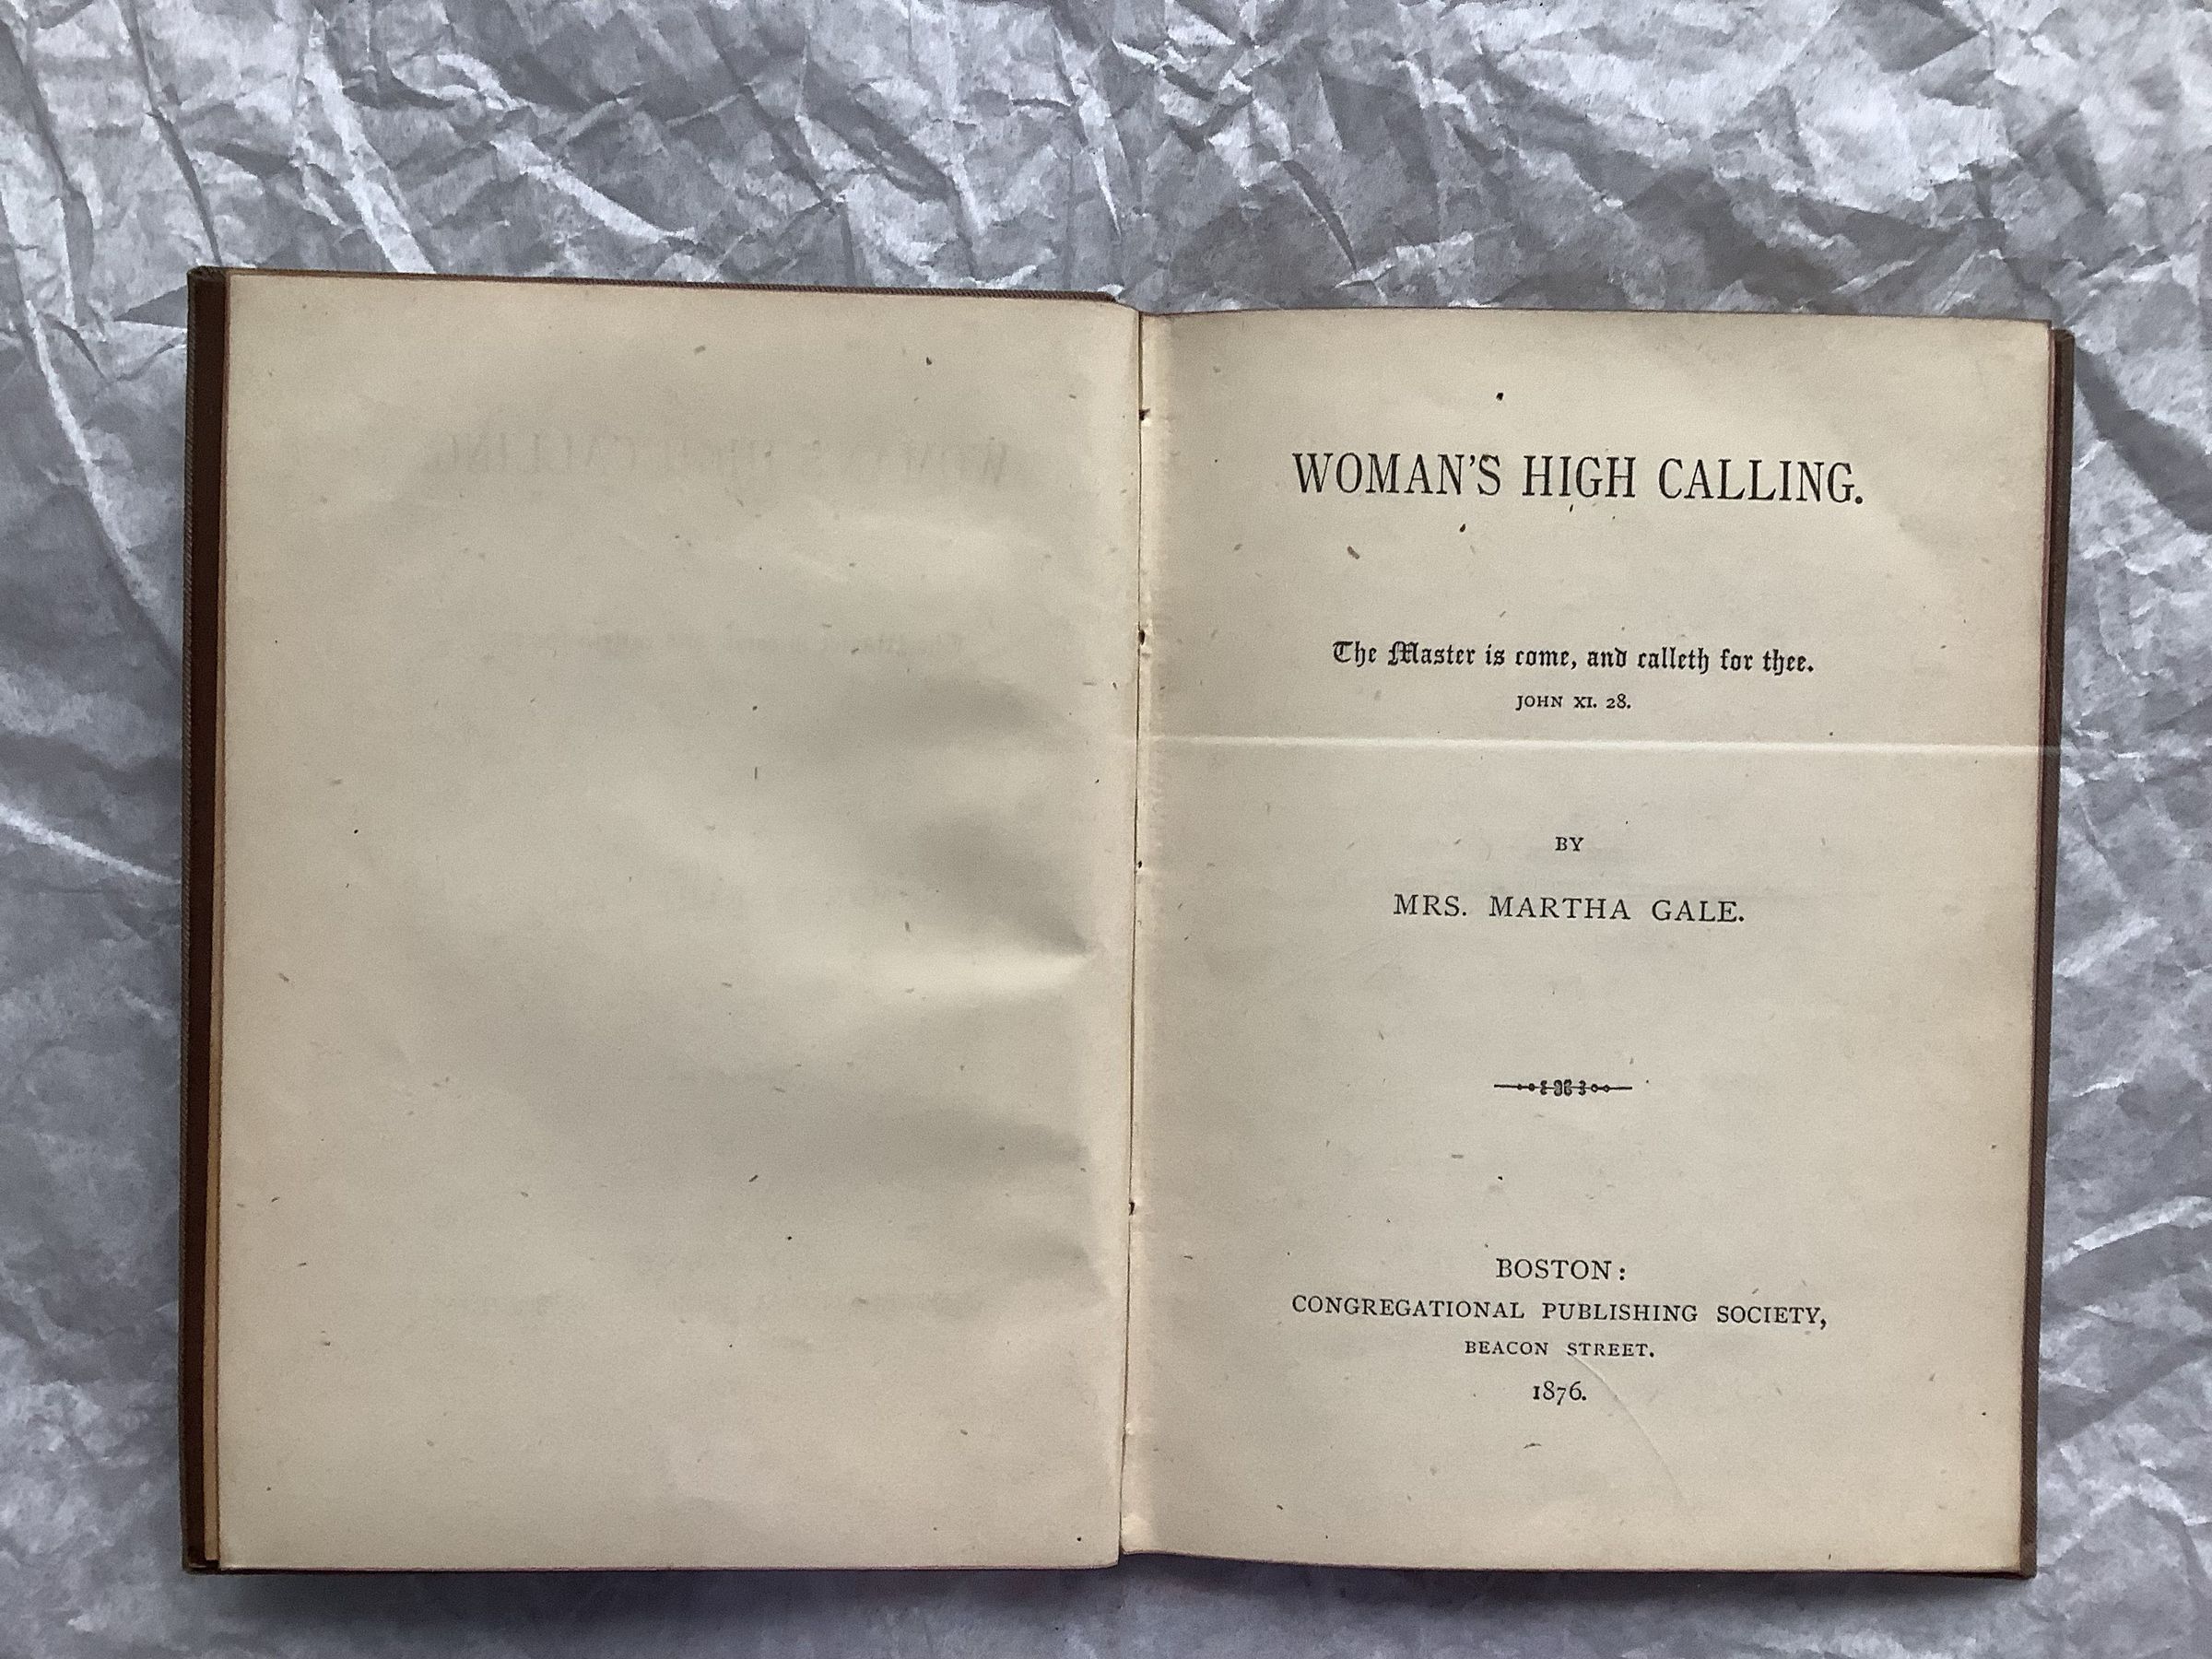 WOMAN'S HIGH CALLING.
The Master is come, and calleth for thee.
JOHN XI. 28.
BY
MRS. MARTHA GALE.
BOSTON:
CONGREGATIONAL PUBLISHING SOCIETY,
BEACON STREET.
1876.